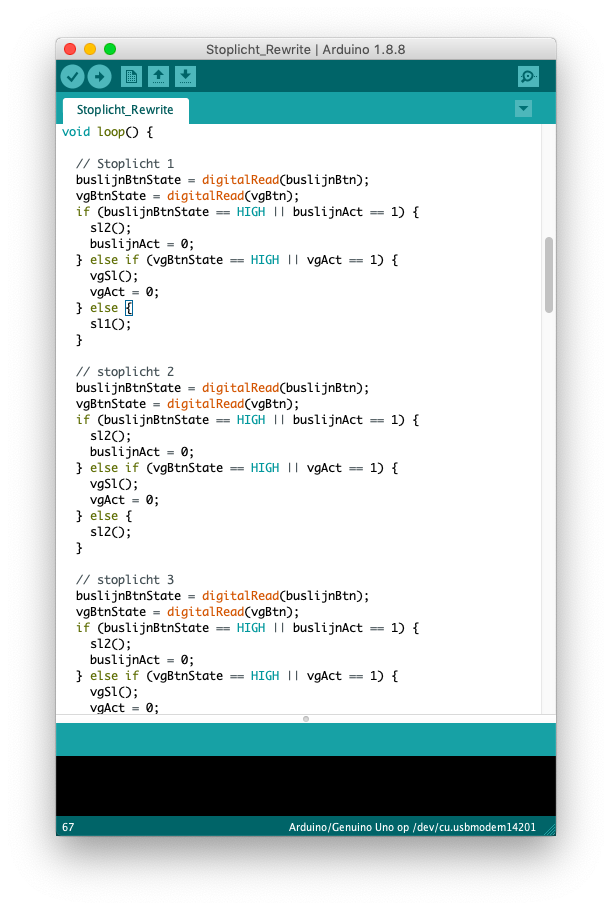 Stoplicht_Rewrite | Arduino 1.8.8
Stoplicht_Rewrite
void loop() {
// Stoplicht 1
buslijnBtnState = digitalRead(buslijnBtn);
vgBtnState = digitalRead(vgBtn);
if (buslijnBtnState == HIGH || buslijnAct == 1) {
sl2();
buslijnAct = 0;
} else if (vgBtnState == HIGH || vgAct == 1) {
vgSl();
vgAct = 0;
} else {
sl1();
}
// stoplicht 2
buslijnBtnState = digitalRead(buslijnBtn);
vgBtnState = digitalRead(vgBtn);
if (buslijnBtnState == HIGH || buslijnAct == 1) {
sl2();
buslijnAct = 0;
} else if (vgBtnState == HIGH || vgAct == 1) {
vgSl();
vgAct = 0;
} else {
sl2();
}
// stoplicht 3
buslijnBtnState = digitalRead(buslijnBtn);
vgBtnState = digitalRead(vgBtn);
if (buslijnBtnState == HIGH || buslijnAct == 1) {
sl2();
buslijnAct = 0;
} else if (vgBtnState == HIGH || vgAct == 1) {
vgSl();
vgAct = 0;
67 Arduino/Genuino Uno op /dev/cu.usbmodem14201